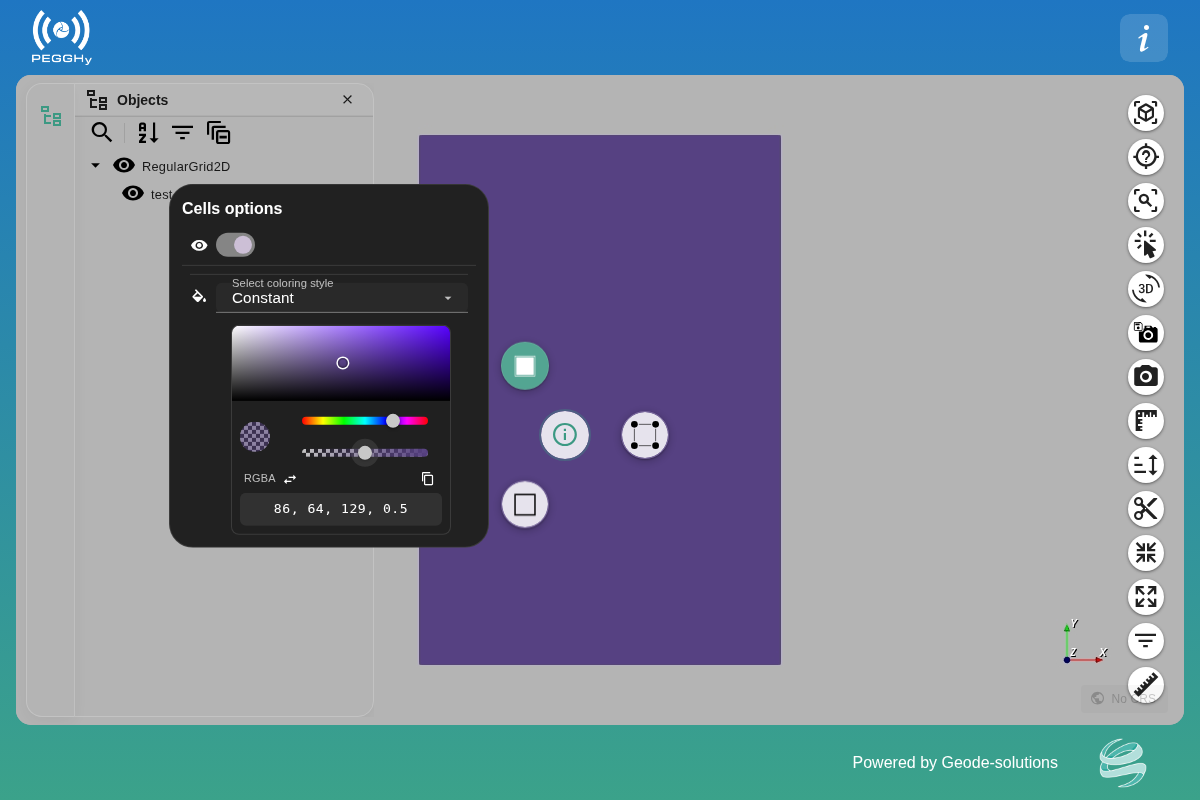 PEGGHy
i
Objects
A
Z
RegularGrid2D
test
Cells options
Select coloring style
Constant
RGBA
86, 64, 129, 0.5
3D
Y
Z
X
No CRS
Powered by Geode-solutions